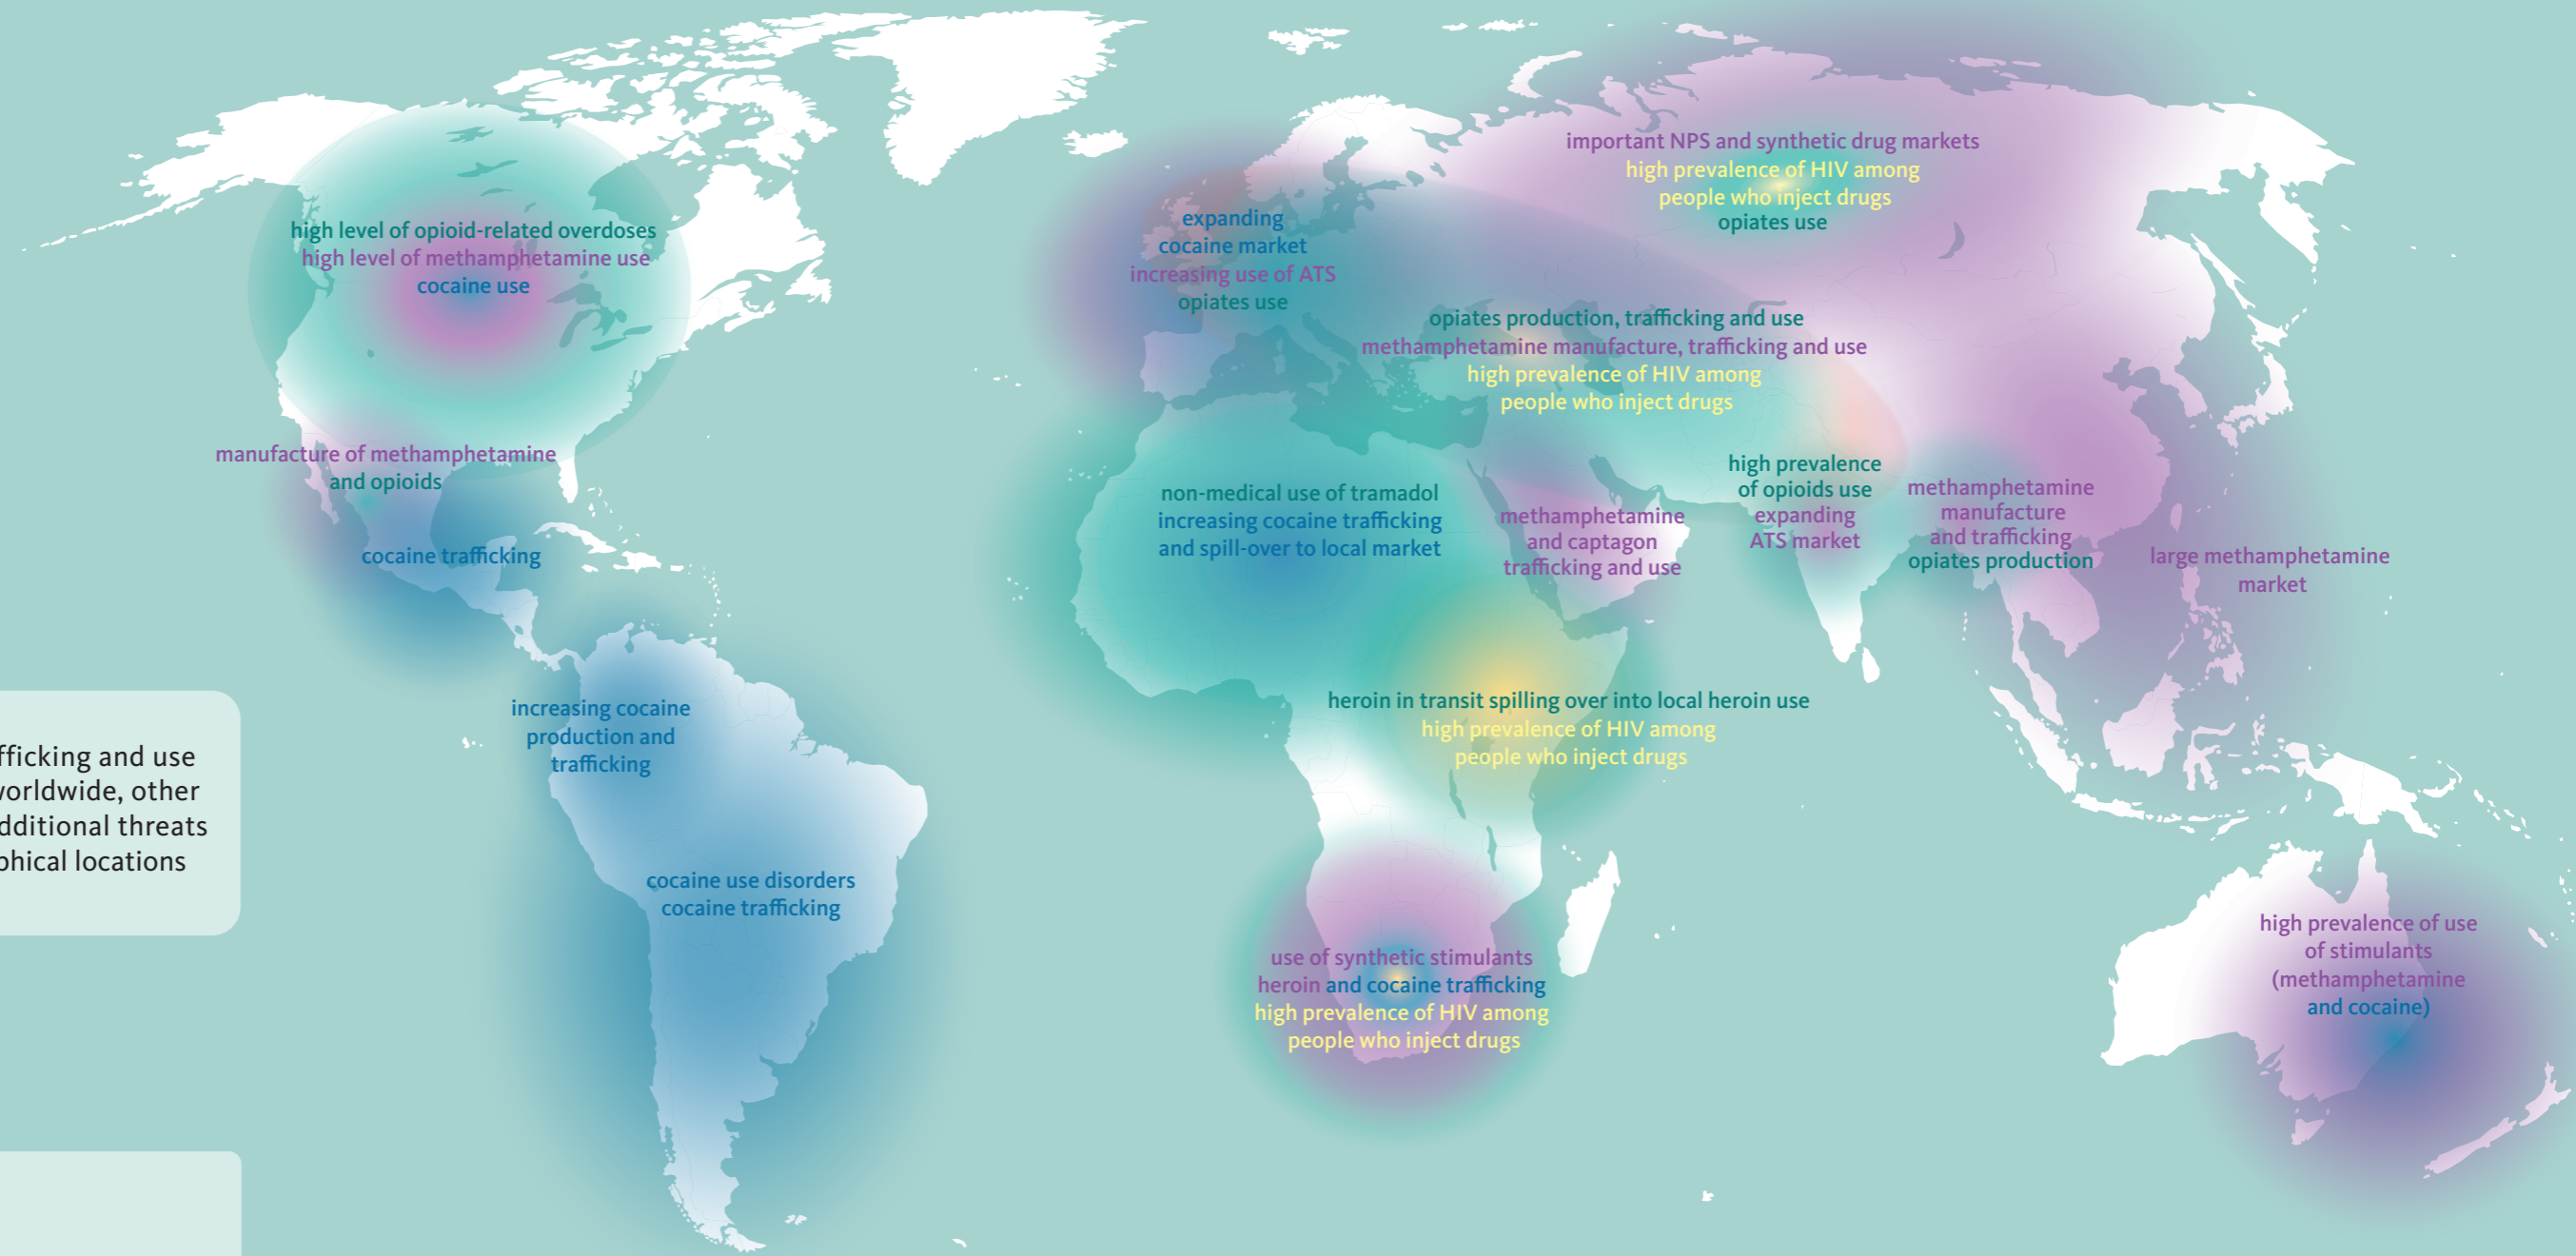 important NPS and synthetic drug markets
high prevalence of HIV among
people who inject drugs
opiates use
high level of opioid-related overdoses
high level of methamphetamine use
cocaine use
expanding
cocaine market
increasing use of ATS
opiates use
opiates production, trafficking and use
methamphetamine manufacture, trafficking and use
high prevalence of HIV among
people who inject drugs
manufacture of methamphetamine
and opioids
cocaine trafficking
non-medical use of tramadol
increasing cocaine trafficking
and spill-over to local market
methamphetamine
and captagon
trafficking and use
high prevalence
of opioids use
expanding
ATS market
methamphetamine
manufacture
and trafficking
opiates production
large methamphetamine
market
increasing cocaine
production and
trafficking
heroin in transit spilling over into local heroin use
high prevalence of HIV among
people who inject drugs
and use
worldwide, other
additional threats
locations
cocaine use disorders
cocaine trafficking
use of synthetic stimulants
heroin and cocaine trafficking
high prevalence of HIV among
people who inject drugs
high prevalence of use
of stimulants
(methamphetamine
and cocaine)